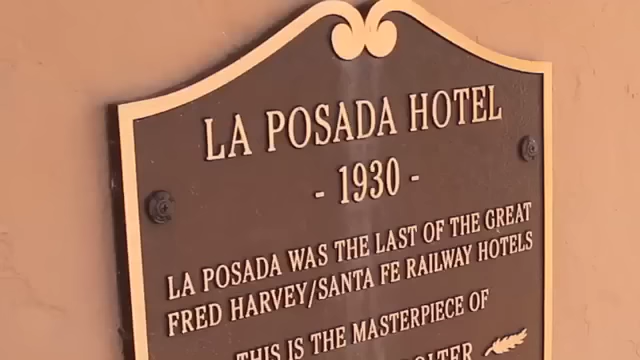 LA POSADA HOTEL
- 1930 -
LA POSADA WAS THE LAST OF THE GREAT
FRED HARVEY/SANTA FE RAILWAY HOTELS
THIS IS THE MASTERPIECE OF